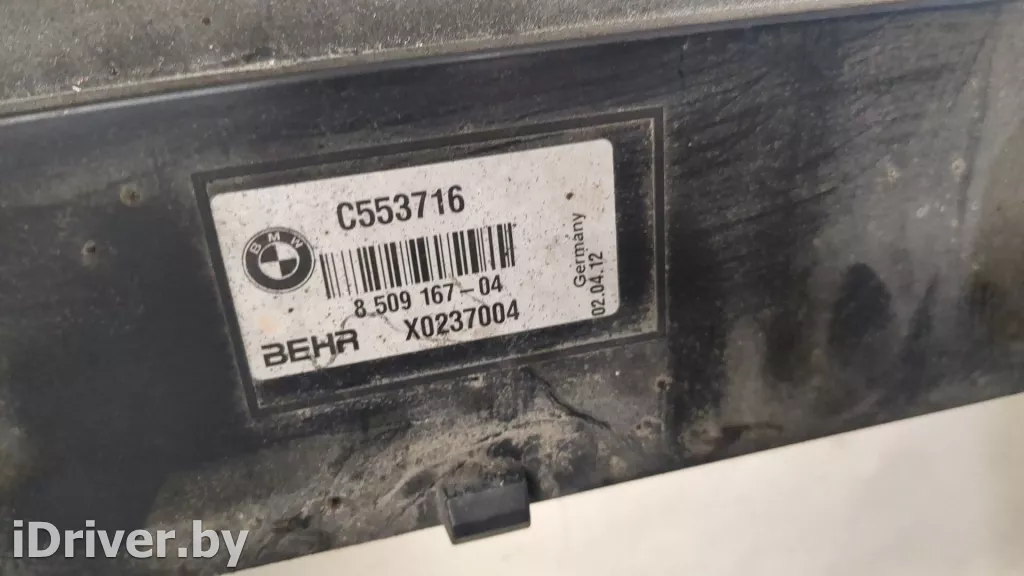 C553716
BMW
8 509 167-04
BEHR
X0237004
Germany
02.04.12
iDriver.by